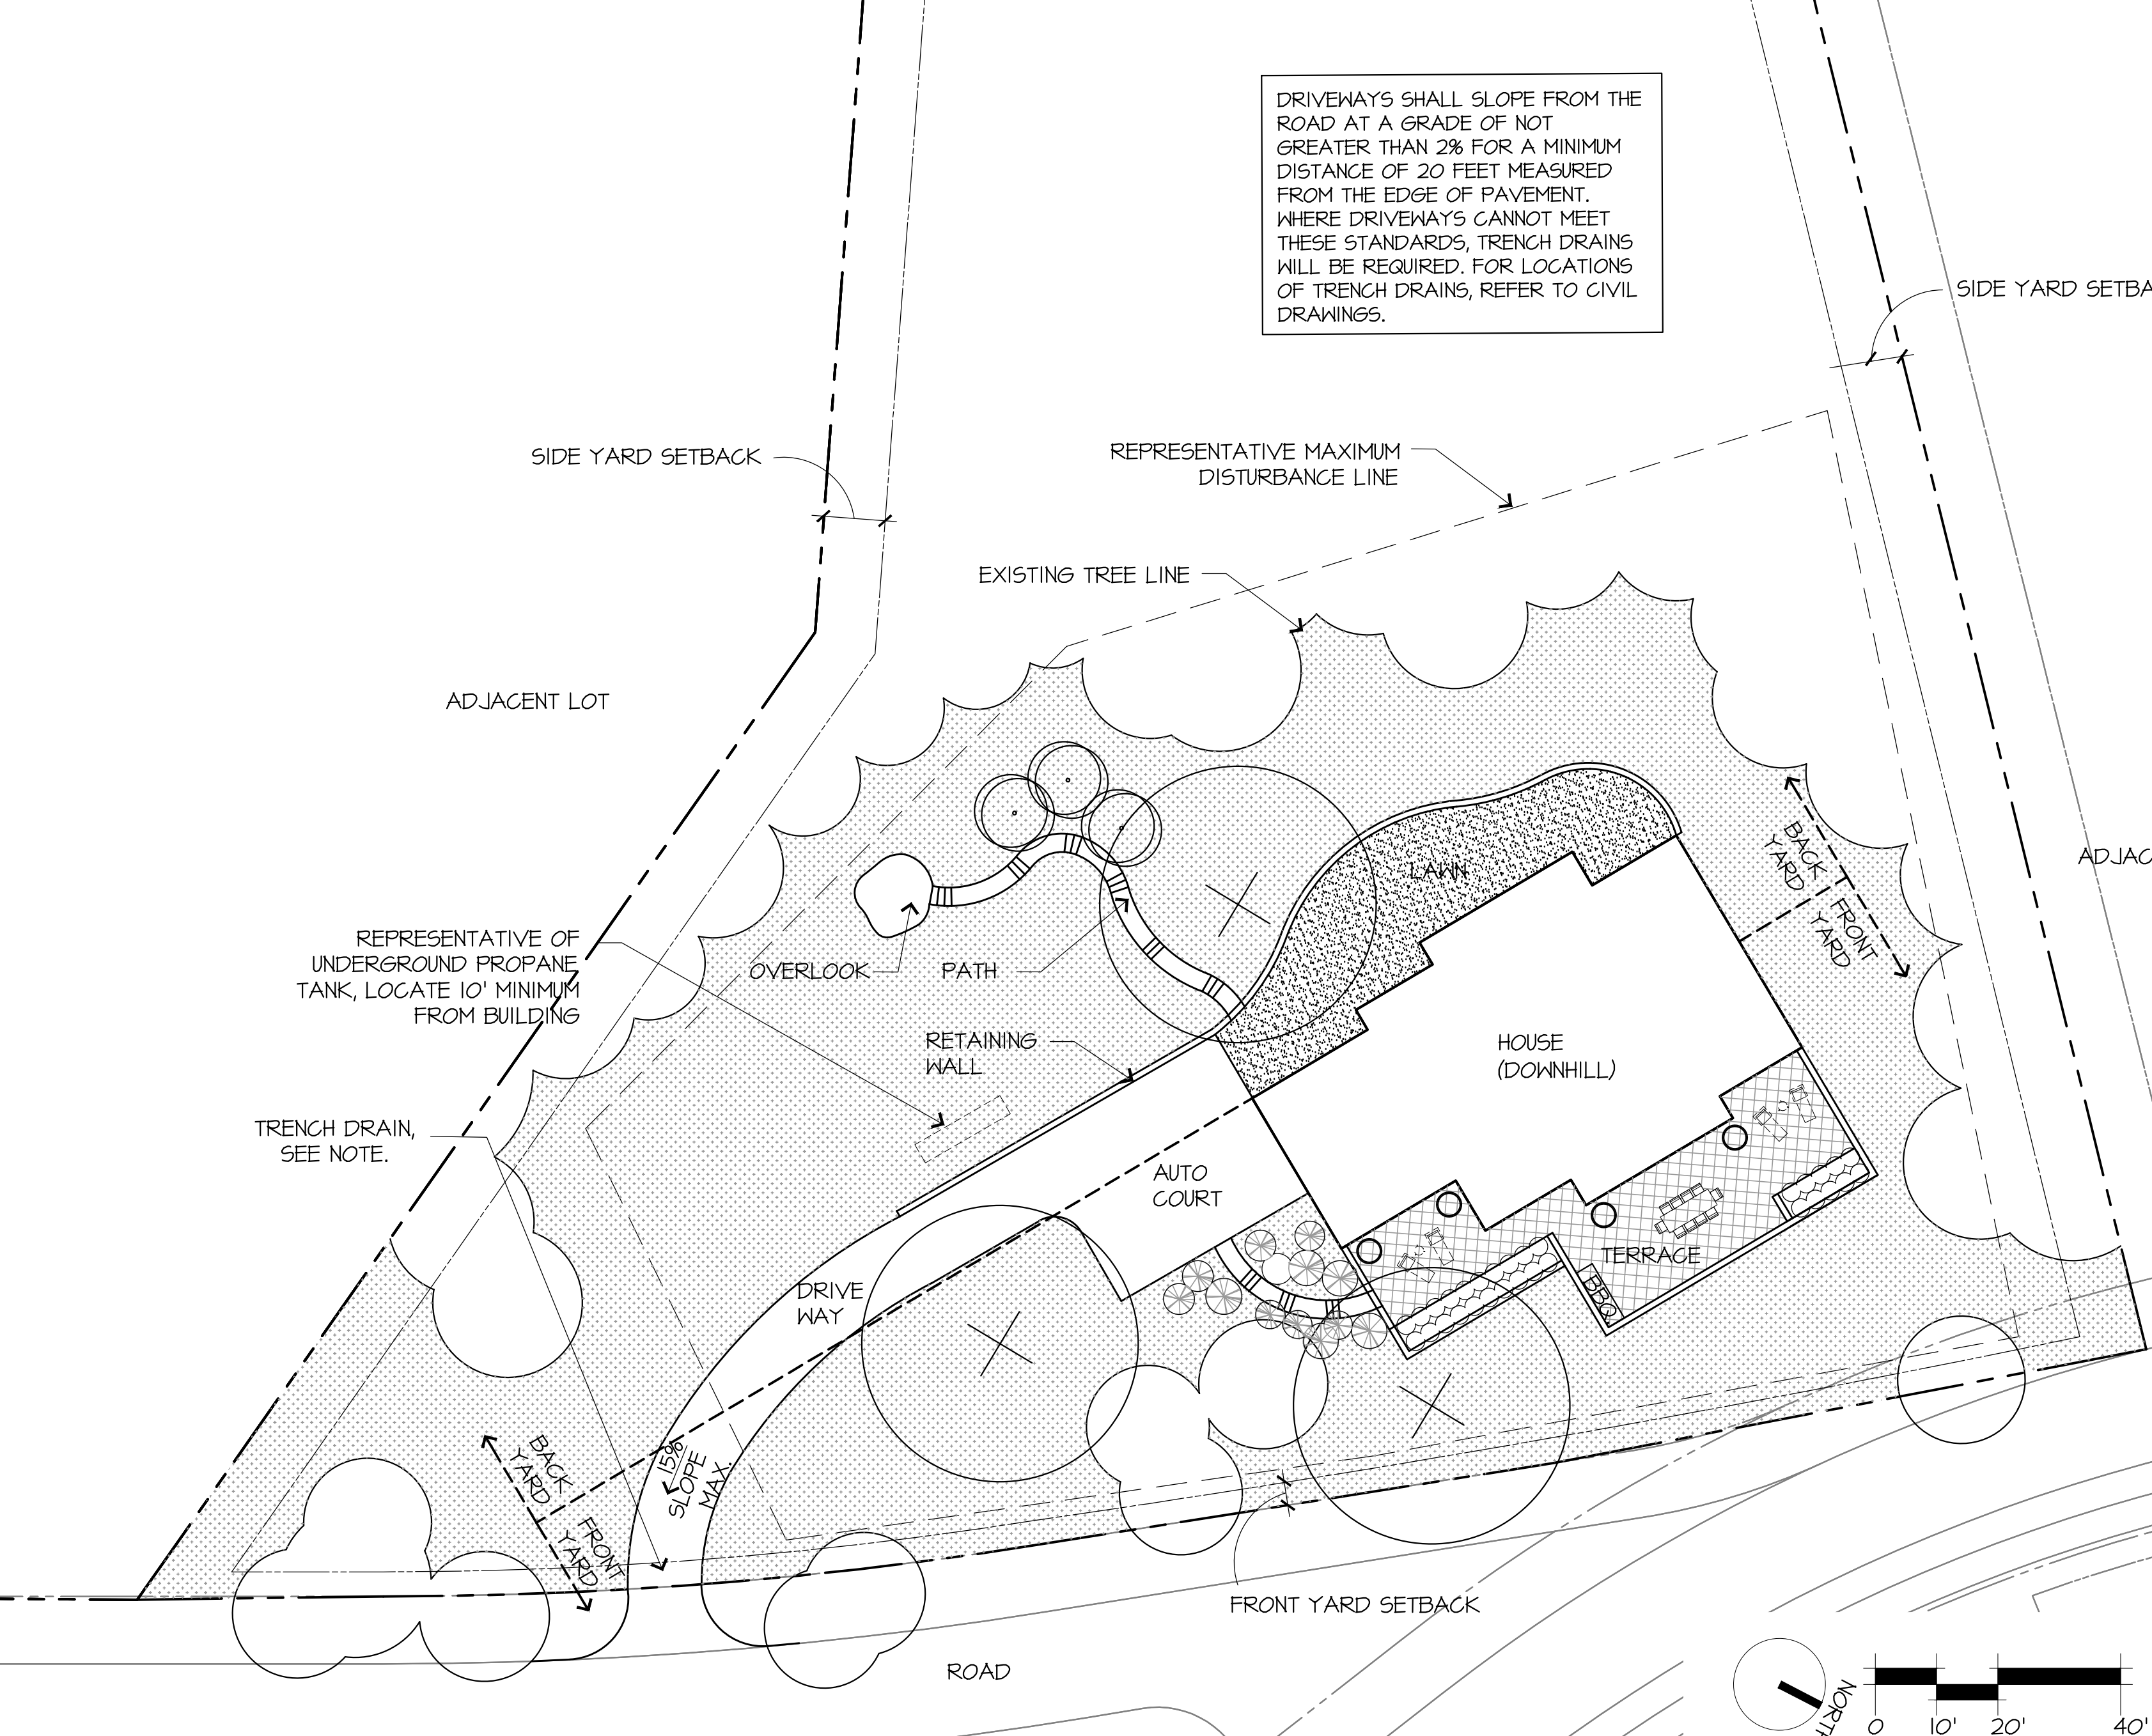 DRIVEWAYS SHALL SLOPE FROM THE
ROAD AT A GRADE OF NOT
GREATER THAN 2% FOR A MINIMUM
DISTANCE OF 20 FEET MEASURED
FROM THE EDGE OF PAVEMENT.
WHERE DRIVEWAYS CANNOT MEET
THESE STANDARDS, TRENCH DRAINS
WILL BE REQUIRED. FOR LOCATIONS
OF TRENCH DRAINS, REFER TO CIVIL
DRAWINGS.
SIDE YARD SETBA
SIDE YARD SETBACK
REPRESENTATIVE MAXIMUM
DISTURBANCE LINE
EXISTING TREE LINE
ADJACENT LOT
ADJAC
LAWN
BACK
YARD
FRONT
YARD
REPRESENTATIVE OF
UNDERGROUND PROPANE
TANK, LOCATE 10' MINIMUM
FROM BUILDING
OVERLOOK
PATH
RETAINING
WALL
HOUSE
(DOWNHILL)
TRENCH DRAIN,
SEE NOTE.
AUTO
COURT
TERRACE
BBQ
DRIVE
WAY
15%
SLOPE
MAX.
BACK
YARD
FRONT
YARD
FRONT YARD SETBACK
ROAD
NORTH
0 10' 20' 40'